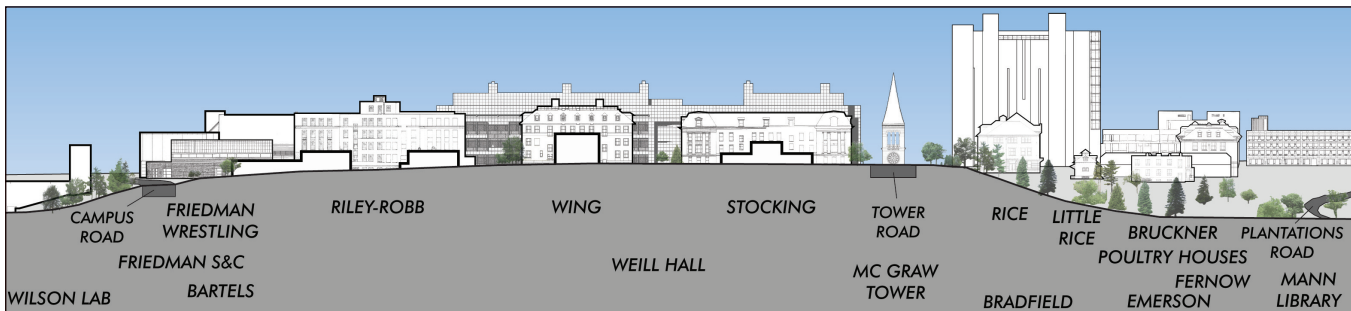 CAMPUS
ROAD
FRIEDMAN
WRESTLING
RILEY-ROBB
WING
STOCKING
TOWER
ROAD
RICE
LITTLE
RICE
BRUCKNER
PLANTATIONS
ROAD
FRIEDMAN S&C
WEILL HALL
MC GRAW
TOWER
POULTRY HOUSES
FERNOW
MANN
LIBRARY
WILSON LAB
BARTELS
BRADFIELD
EMERSON